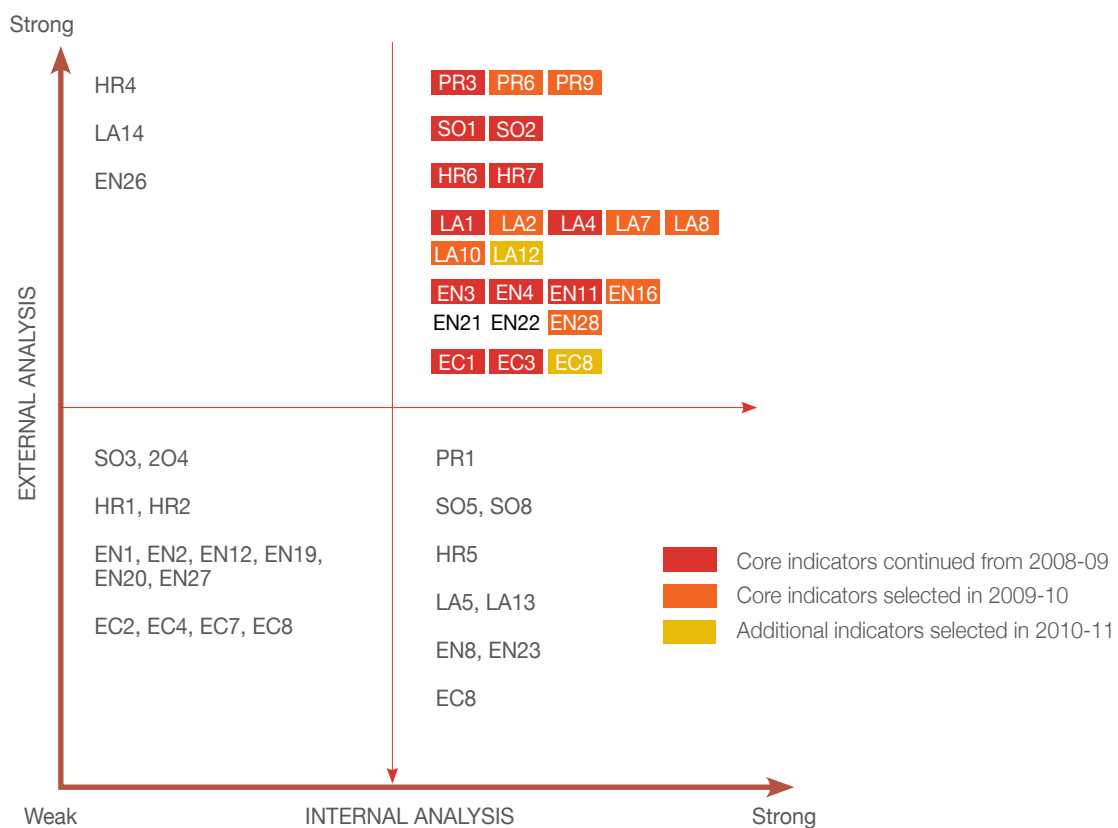 Strong
HR4
LA14
EN26
PR3 PR6 PR9
SO1 SO2
HR6 HR7
LA1 LA2 LA4 LA7 LA8
LA10 LA12
EN3 EN4 EN11 EN16
EN21 EN22 EN28
EC1 EC3 EC8
EXTERNAL ANALYSIS
SO3, 2O4
HR1, HR2
EN1, EN2, EN12, EN19,
EN20, EN27
EC2, EC4, EC7, EC8
PR1
SO5, SO8
HR5
LA5, LA13
EN8, EN23
EC8
Core indicators continued from 2008-09
Core indicators selected in 2009-10
Additional indicators selected in 2010-11
Weak
INTERNAL ANALYSIS
Strong